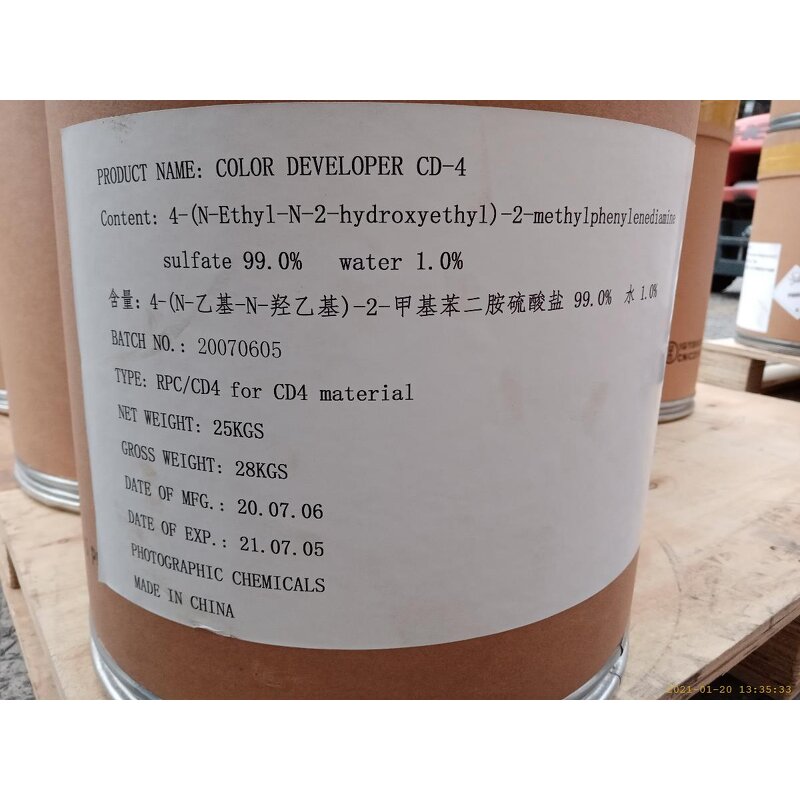 PRODUCT NAME: COLOR DEVELOPER CD-4
Content: 4-(N-Ethyl-N-2-hydroxyethyl)-2-methylphenylenediamine
sulfate 99.0% water 1.0%
含量: 4-(N-乙基-N-羟乙基)-2-甲基苯二胺硫酸盐 99.0% 水 1.0%
BATCH NO.: 20070605
TYPE: RPC/CD4 for CD4 material
NET WEIGHT: 25KGS
GROSS WEIGHT: 28KGS
DATE OF MFG.: 20.07.06
DATE OF EXP.: 21.07.05
PHOTOGRAPHIC CHEMICALS
MADE IN CHINA
2021-01-20 13:35:33